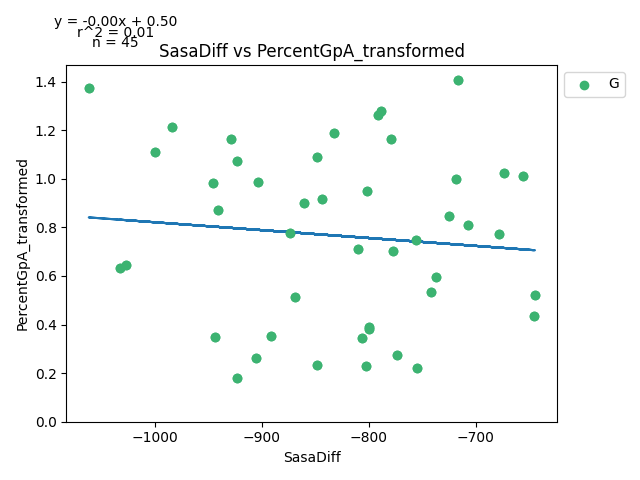 y = -0.00x + 0.50
r^2 = 0.01
n = 45
SasaDiff vs PercentGpA_transformed
G
PercentGpA_transformed
1.4
1.2
1.0
0.8
0.6
0.4
0.2
0.0
−1000 −900 −800 −700
SasaDiff